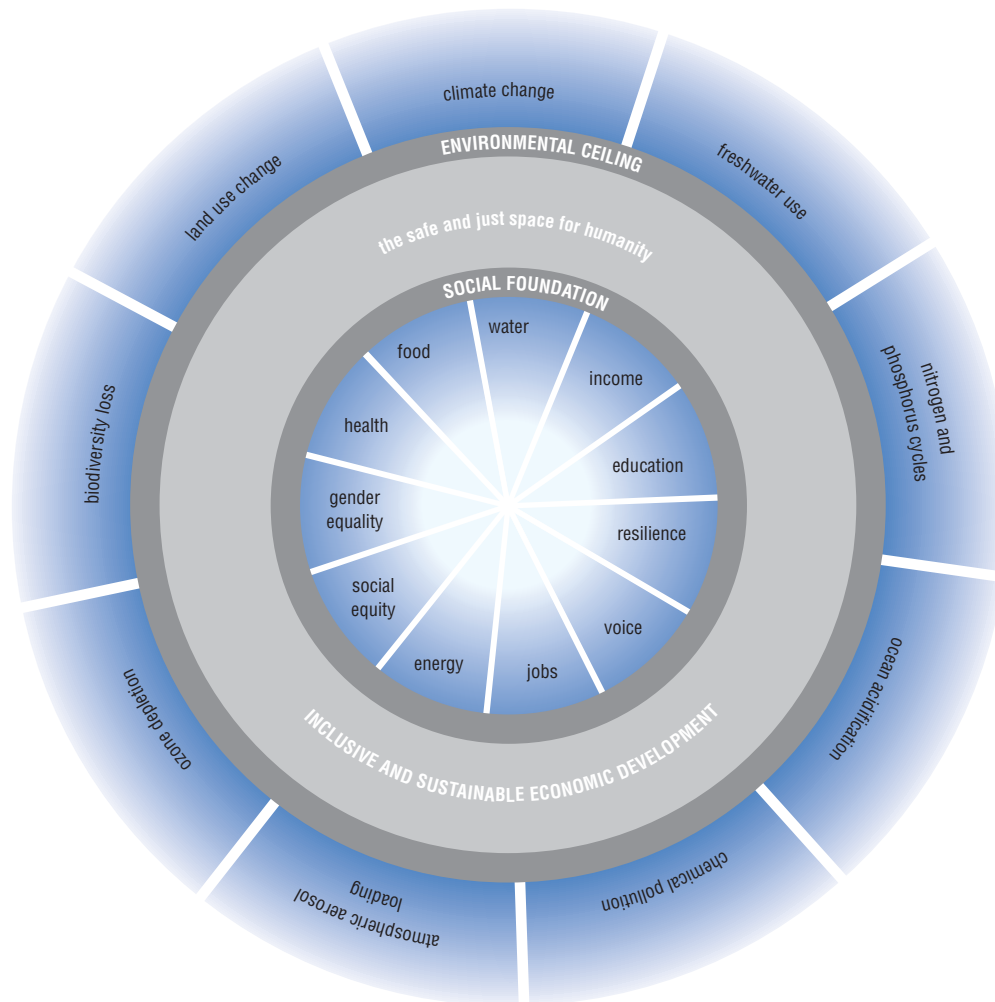 climate change
freshwater use
nitrogen and
phosphorus cycles
ocean acidification
chemical pollution
atmospheric aerosol
loading
ozone depletion
biodiversity loss
land use change
ENVIRONMENTAL CEILING
the safe and just space for humanity
SOCIAL FOUNDATION
water
income
education
resilience
voice
jobs
energy
social
equity
gender
equality
health
food
INCLUSIVE AND SUSTAINABLE ECONOMIC DEVELOPMENT